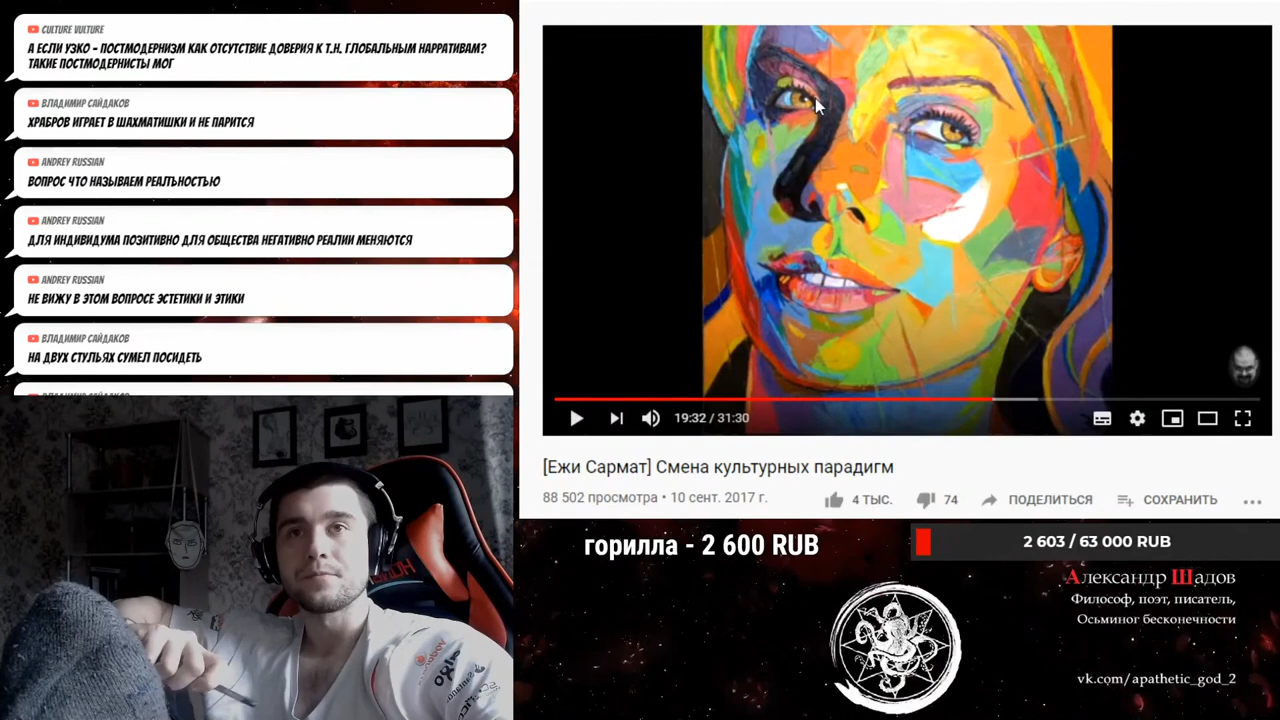 CULTURE VULTURE
А ЕСЛИ УЗКО - ПОСТМОДЕРНИЗМ КАК ОТСУТСТВИЕ ДОВЕРИЯ К Т.Н. ГЛОБАЛЬНЫМ НАРРАТИВАМ?
ТАКИЕ ПОСТМОДЕРНИСТЫ МОГ
ВЛАДИМИР САЙДАКОВ
ХРАБРОВ ИГРАЕТ В ШАХМАТИШКИ И НЕ ПАРИТСЯ
ANDREY RUSSIAN
ВОПРОС ЧТО НАЗЫВАЕМ РЕАЛЪНОСТЬЮ
ANDREY RUSSIAN
ДЛЯ ИНДИВИДУМА ПОЗИТИВНО ДЛЯ ОБЩЕСТВА НЕГАТИВНО РЕАЛИИ МЕНЯЮТСЯ
ANDREY RUSSIAN
НЕ ВИЖУ В ЭТОМ ВОПРОСЕ ЭСТЕТИКИ И ЭТИКИ
ВЛАДИМИР САЙДАКОВ
НА ДВУХ СТУЛЬЯХ СУМЕЛ ПОСИДЕТЬ
19:32 / 31:30
[Ежи Сармат] Смена культурных парадигм
88 502 просмотра • 10 сент. 2017 г.
4 ТЫС.
74
ПОДЕЛИТЬСЯ
СОХРАНИТЬ
горилла - 2 600 RUB
2 603 / 63 000 RUB
Александр Шадов
Философ, поэт, писатель,
Осьминог бесконечности
vk.com/apathetic_god_2
vodafone
elgo
Santander